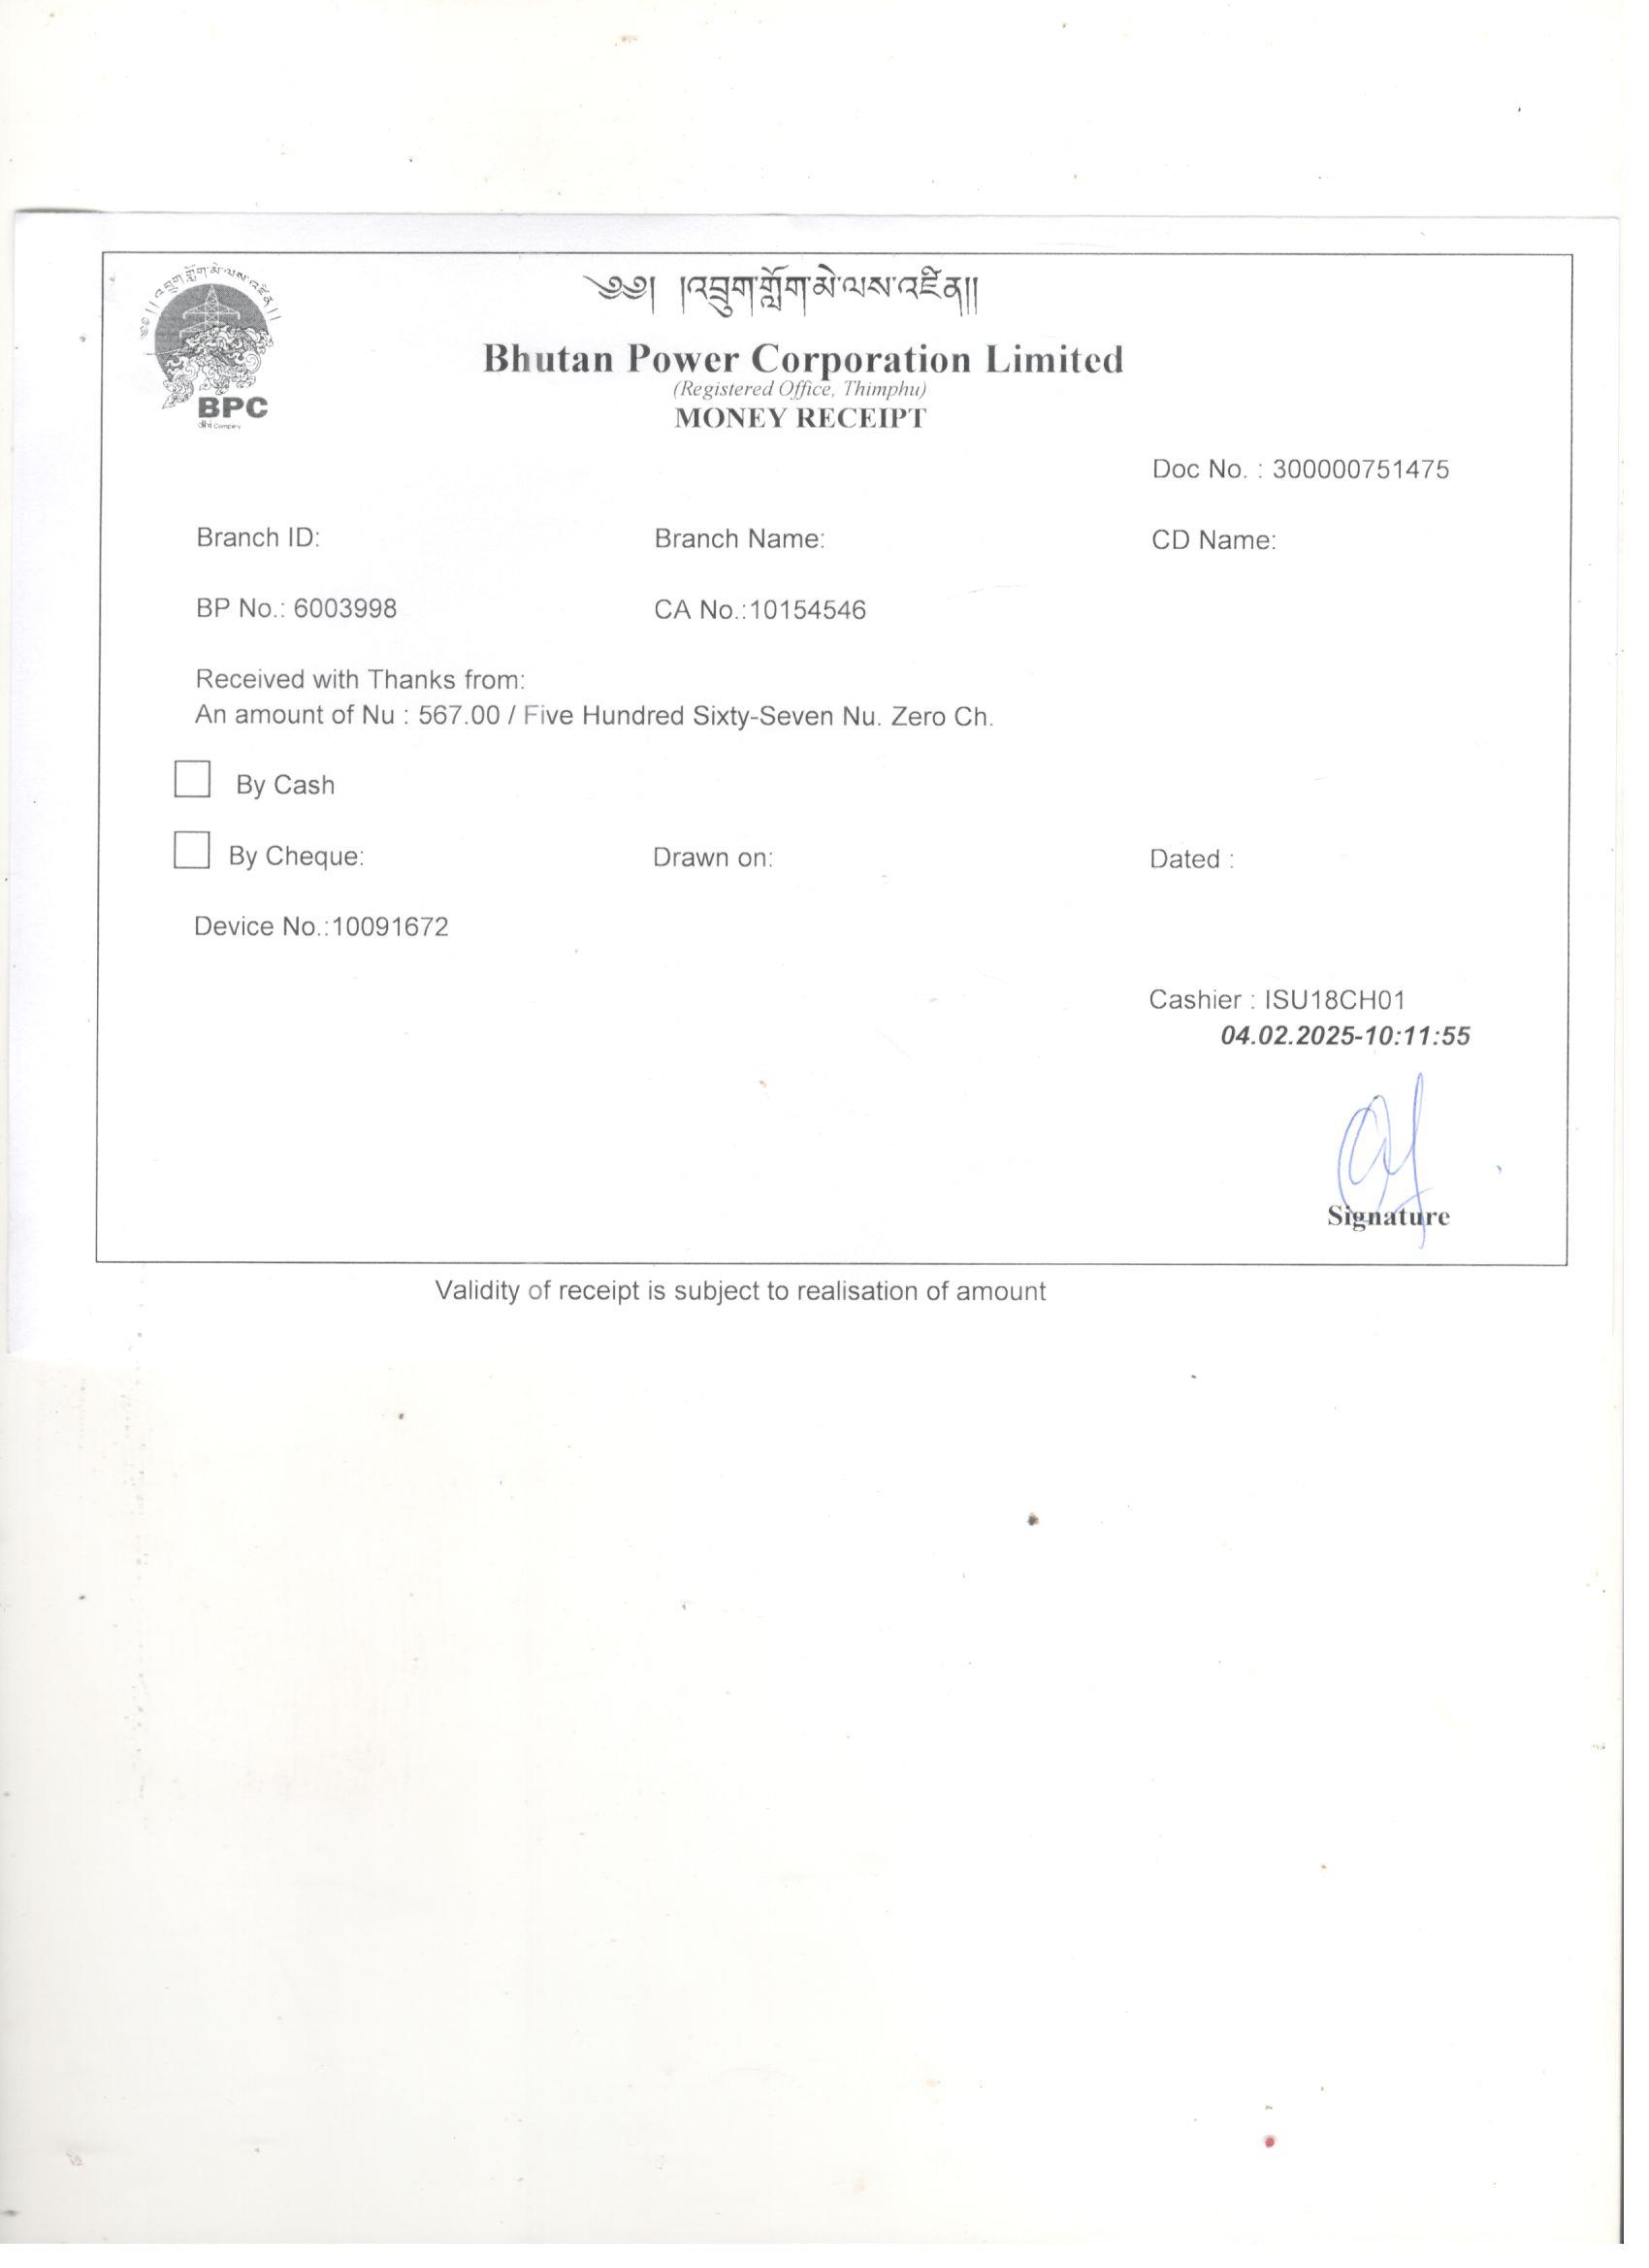 ༄༅། །འབྲུག་གློག་མེ་ལས་འཛིན།།
BPC
Bhutan Power Corporation Limited
(Registered Office, Thimphu)
MONEY RECEIPT
Doc No. : 300000751475
Branch ID: Branch Name: CD Name:
BP No.: 6003998 CA No.:10154546
Received with Thanks from:
An amount of Nu : 567.00 / Five Hundred Sixty-Seven Nu. Zero Ch.
By Cash
By Cheque: Drawn on: Dated :
Device No.:10091672
Cashier : ISU18CH01
04.02.2025-10:11:55
Signature
Validity of receipt is subject to realisation of amount